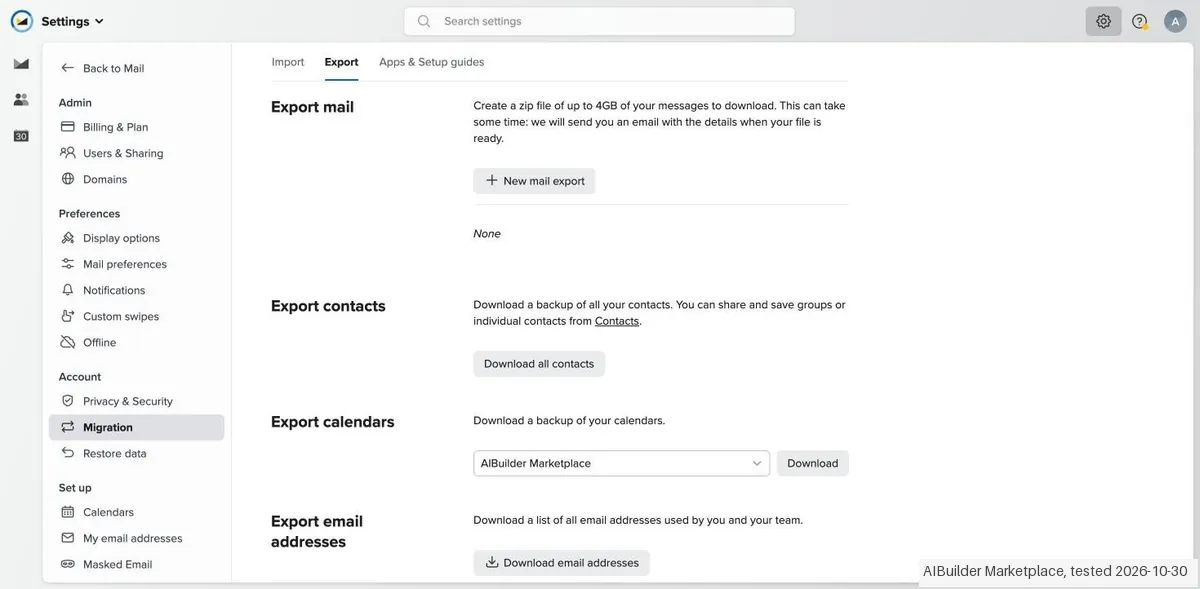 Settings
Search settings
A
30
Back to Mail
Admin
Billing & Plan
Users & Sharing
Domains
Preferences
Display options
Mail preferences
Notifications
Custom swipes
Offline
Account
Privacy & Security
Migration
Restore data
Set up
Calendars
My email addresses
Masked Email
Import
Export
Apps & Setup guides
Export mail
Create a zip file of up to 4GB of your messages to download. This can take
some time: we will send you an email with the details when your file is
ready.
New mail export
None
Export contacts
Download a backup of all your contacts. You can share and save groups or
individual contacts from Contacts.
Download all contacts
Export calendars
Download a backup of your calendars.
AIBuilder Marketplace
Download
Export email
addresses
Download a list of all email addresses used by you and your team.
Download email addresses
AIBuilder Marketplace, tested 2026-10-30